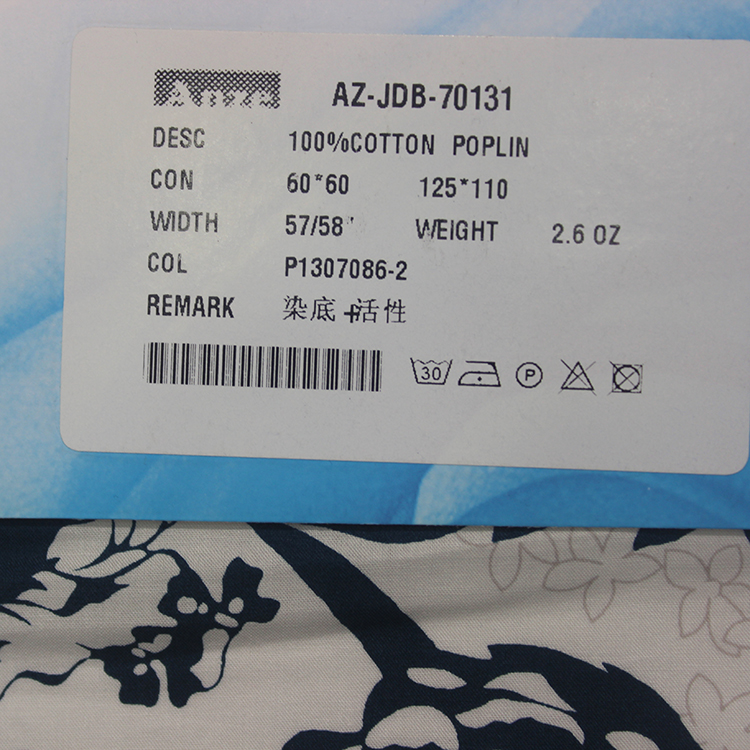 Anze AZ-JDB-70131
DESC 100%COTTON POPLIN
CON 60*60 125*110
WIDTH 57/58" WEIGHT 2.6 OZ
COL P1307086-2
REMARK 染底+活性
30 P